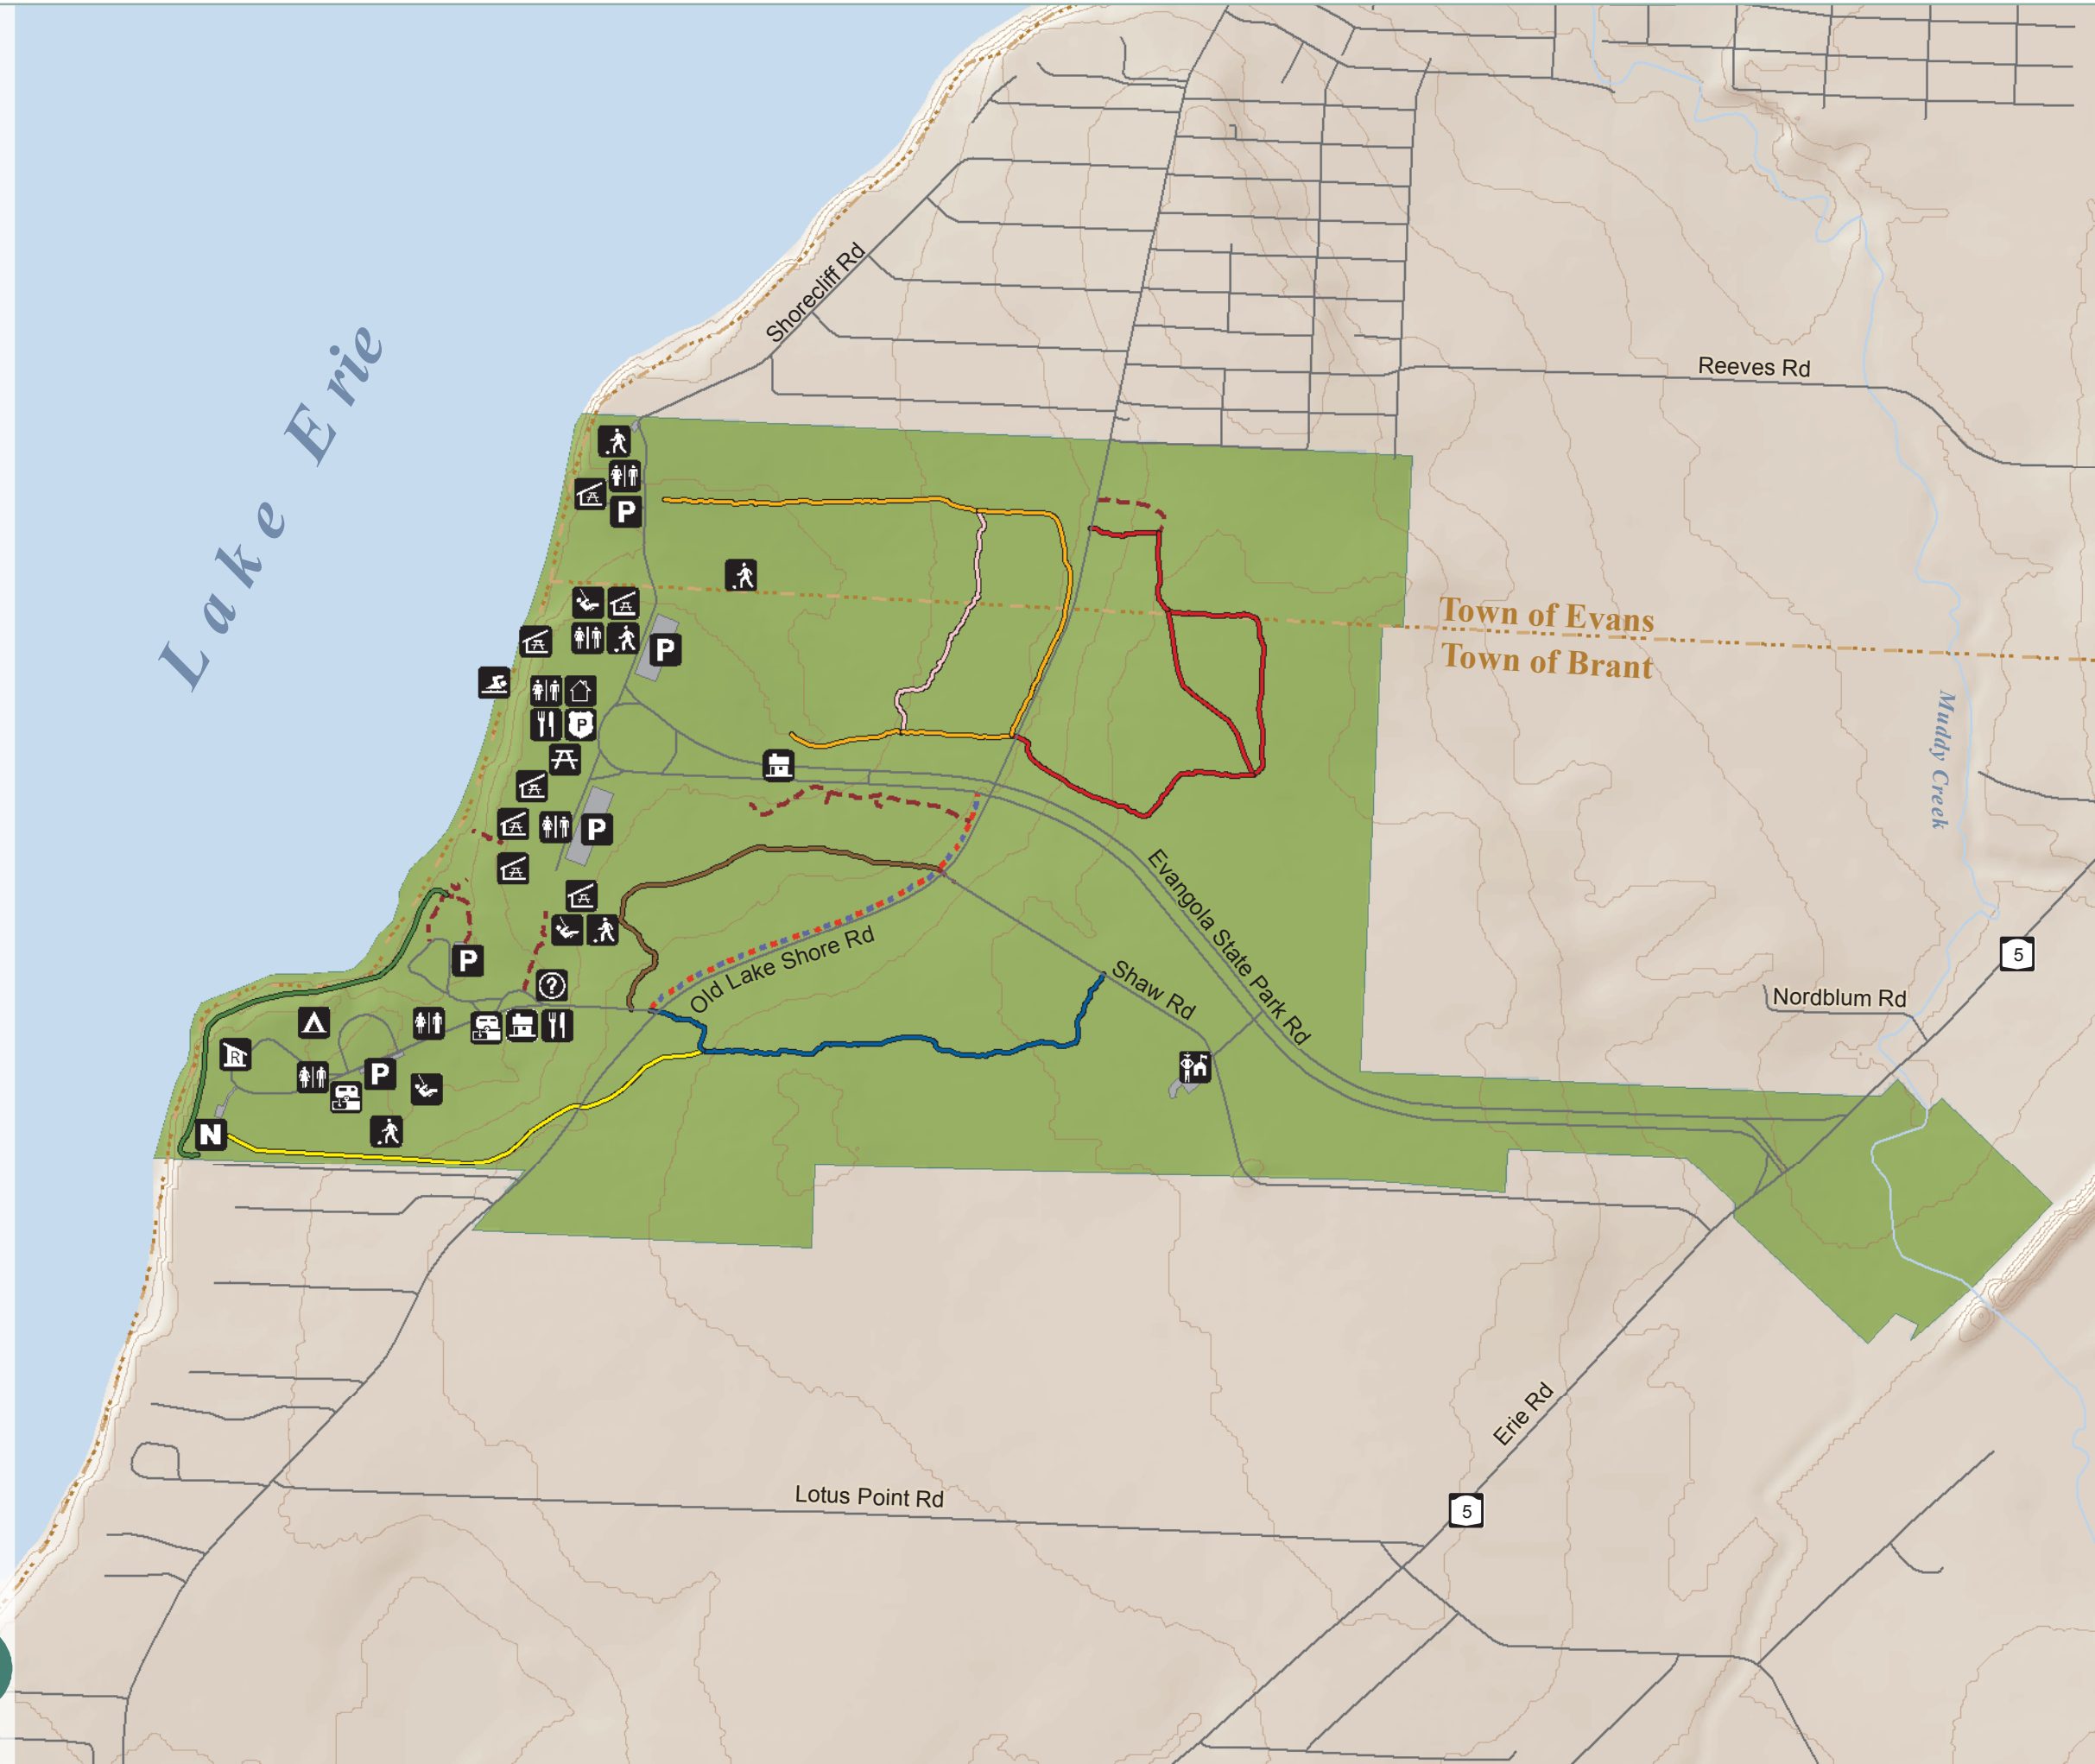 Lake Erie
Shorecliff Rd
Reeves Rd
P
Town of Evans
Town of Brant
P
P
Muddy Creek
P
Evangola State Park Rd
Old Lake Shore Rd
P
5
?
Shaw Rd
Nordblum Rd
R
P
N
Erie Rd
Lotus Point Rd
5